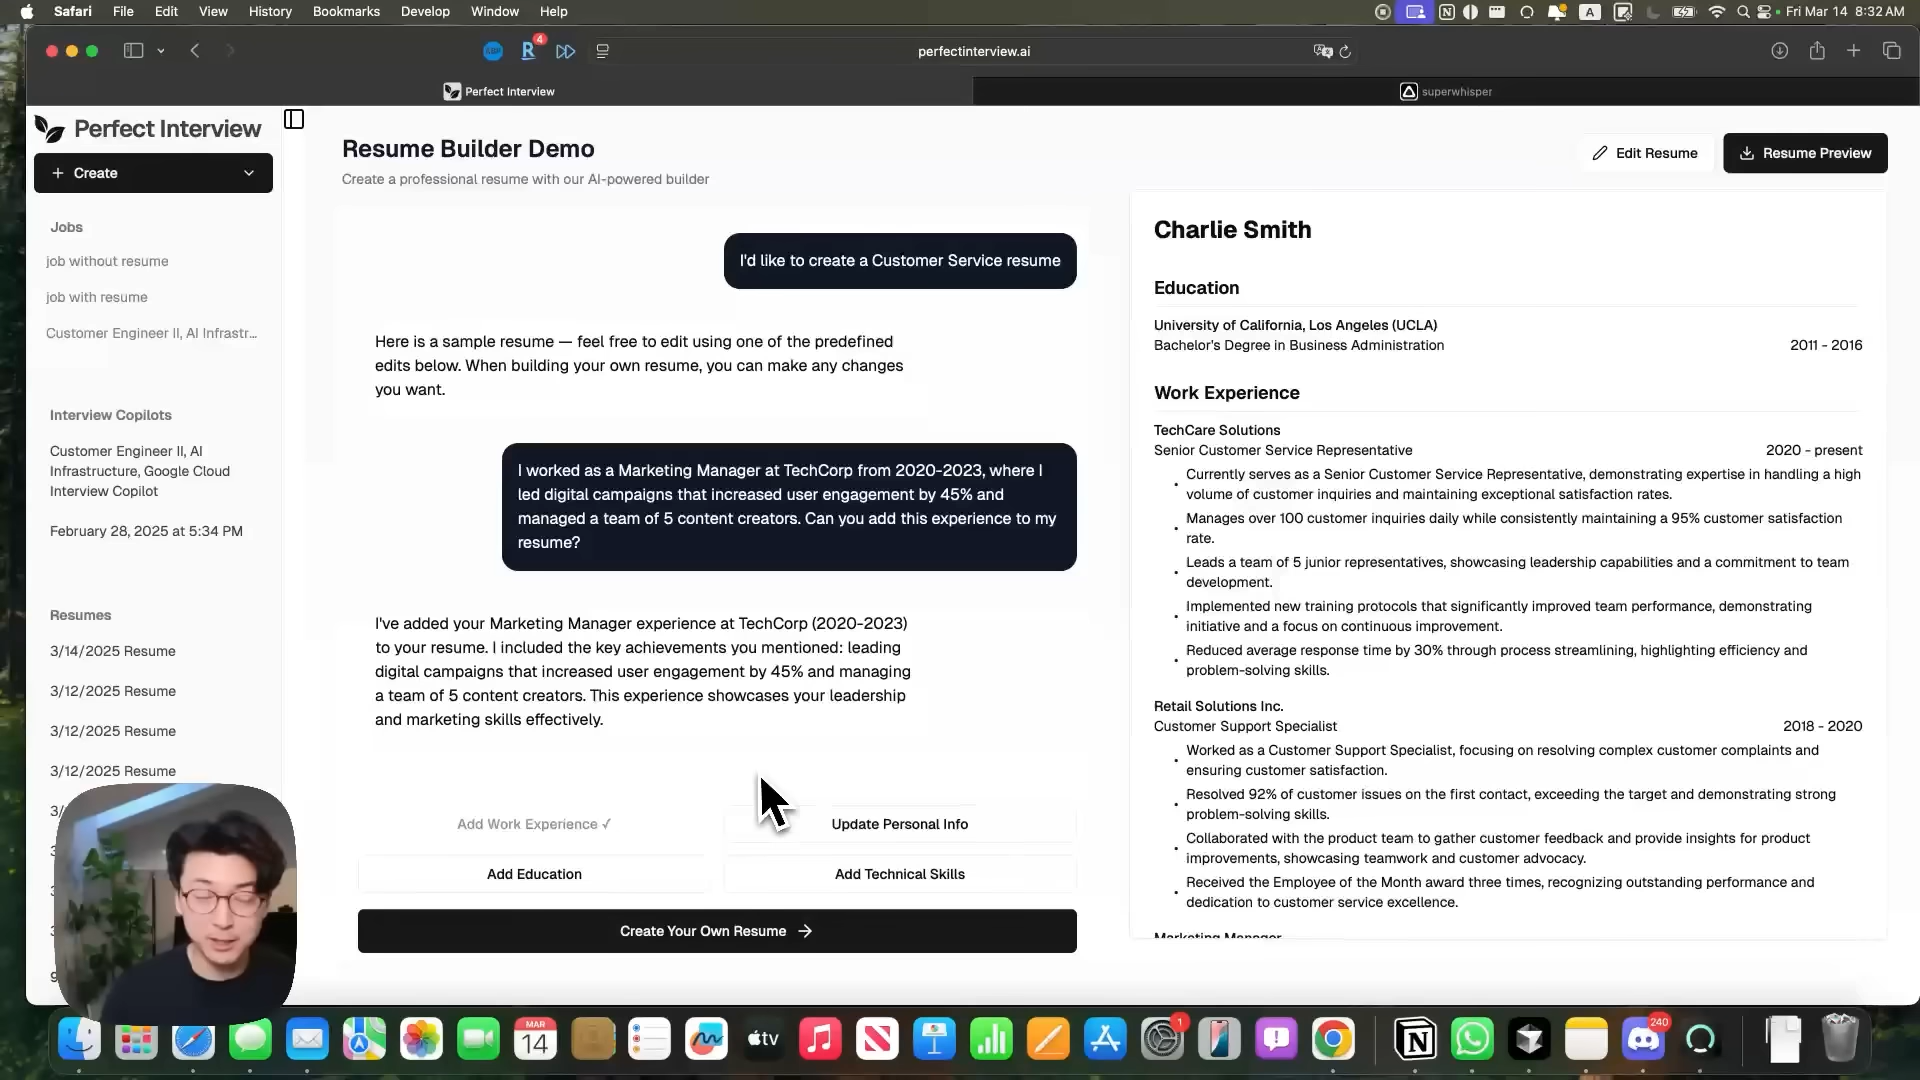 Safari File Edit View History Bookmarks Develop Window Help
Fri Mar 14 8:32 AM
4
perfectinterview.ai
Perfect Interview
superwhisper
Perfect Interview
+ Create
Jobs
job without resume
job with resume
Customer Engineer II, AI Infrastr...
Interview Copilots
Customer Engineer II, AI
Infrastructure, Google Cloud
Interview Copilot
February 28, 2025 at 5:34 PM
Resumes
3/14/2025 Resume
3/12/2025 Resume
3/12/2025 Resume
3/12/2025 Resume
Resume Builder Demo
Create a professional resume with our AI-powered builder
I'd like to create a Customer Service resume
Here is a sample resume — feel free to edit using one of the predefined
edits below. When building your own resume, you can make any changes
you want.
I worked as a Marketing Manager at TechCorp from 2020-2023, where I
led digital campaigns that increased user engagement by 45% and
managed a team of 5 content creators. Can you add this experience to my
resume?
I've added your Marketing Manager experience at TechCorp (2020-2023)
to your resume. I included the key achievements you mentioned: leading
digital campaigns that increased user engagement by 45% and managing
a team of 5 content creators. This experience showcases your leadership
and marketing skills effectively.
Add Work Experience ✓
Update Personal Info
Add Education
Add Technical Skills
Create Your Own Resume →
Edit Resume
Resume Preview
Charlie Smith
Education
University of California, Los Angeles (UCLA)
Bachelor's Degree in Business Administration 2011 - 2016
Work Experience
TechCare Solutions
Senior Customer Service Representative 2020 - present
• Currently serves as a Senior Customer Service Representative, demonstrating expertise in handling a high
volume of customer inquiries and maintaining exceptional satisfaction rates.
• Manages over 100 customer inquiries daily while consistently maintaining a 95% customer satisfaction
rate.
• Leads a team of 5 junior representatives, showcasing leadership capabilities and a commitment to team
development.
• Implemented new training protocols that significantly improved team performance, demonstrating
initiative and a focus on continuous improvement.
• Reduced average response time by 30% through process streamlining, highlighting efficiency and
problem-solving skills.
Retail Solutions Inc.
Customer Support Specialist 2018 - 2020
• Worked as a Customer Support Specialist, focusing on resolving complex customer complaints and
ensuring customer satisfaction.
• Resolved 92% of customer issues on the first contact, exceeding the target and demonstrating strong
problem-solving skills.
• Collaborated with the product team to gather customer feedback and provide insights for product
improvements, showcasing teamwork and customer advocacy.
• Received the Employee of the Month award three times, recognizing outstanding performance and
dedication to customer service excellence.
Marketing Manager
MAR
14
tv
1
240